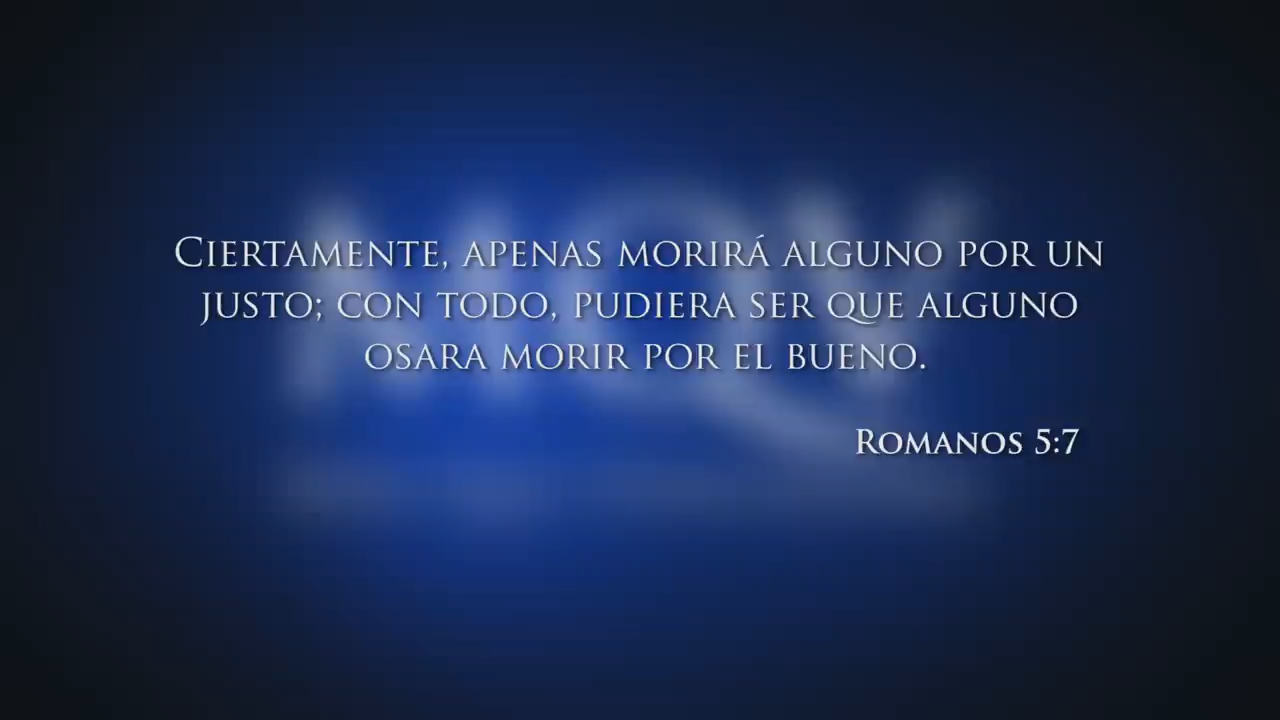 Ciertamente, apenas morirá alguno por un
justo; con todo, pudiera ser que alguno
osara morir por el bueno.
Romanos 5:7